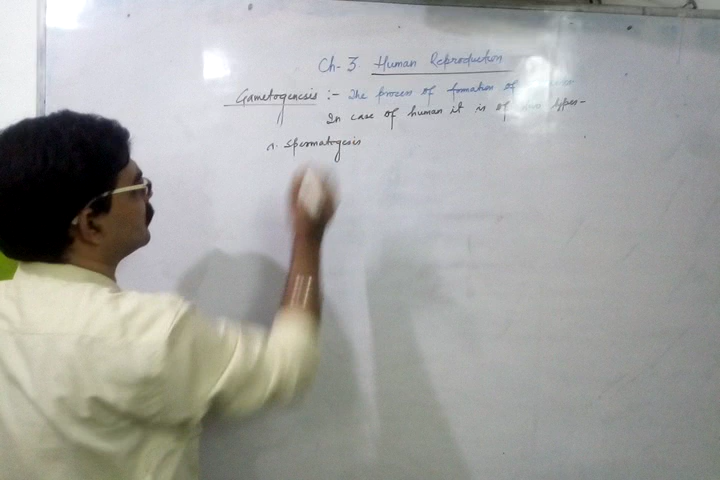 Ch- 3. Human Reproduction
Gametogenesis :- The process of formation of
In case of human it is of two types-
1. Spermatogesis